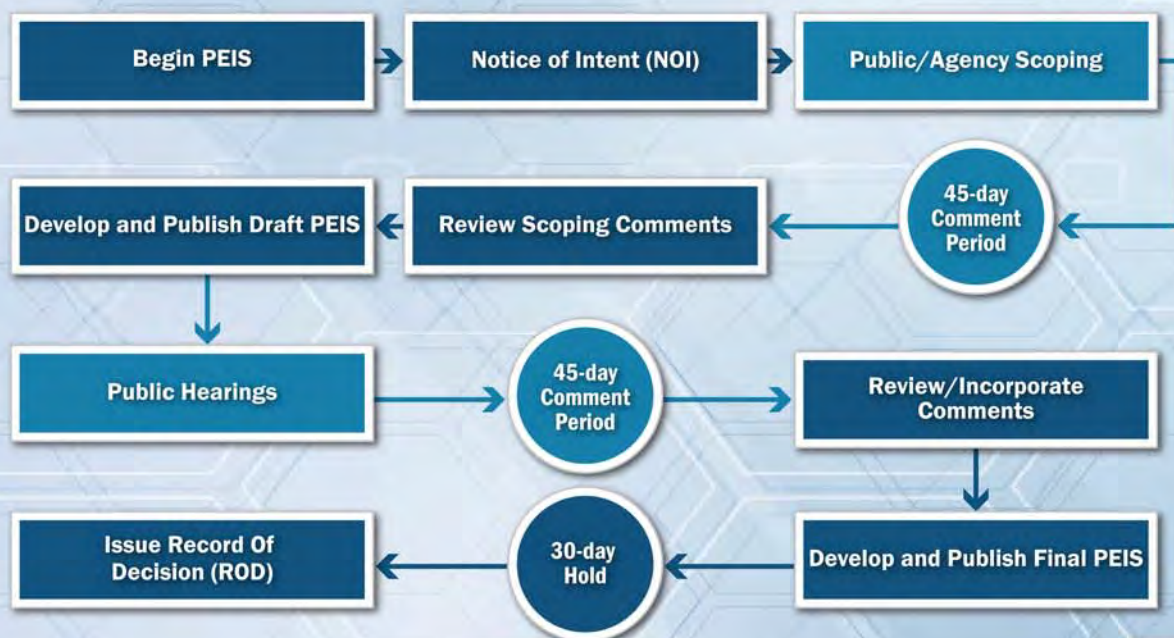 Begin PEIS
Notice of Intent (NOI)
Public/Agency Scoping
45-day
Comment
Period
Review Scoping Comments
Develop and Publish Draft PEIS
Public Hearings
45-day
Comment
Period
Review/Incorporate
Comments
Develop and Publish Final PEIS
30-day
Hold
Issue Record Of
Decision (ROD)